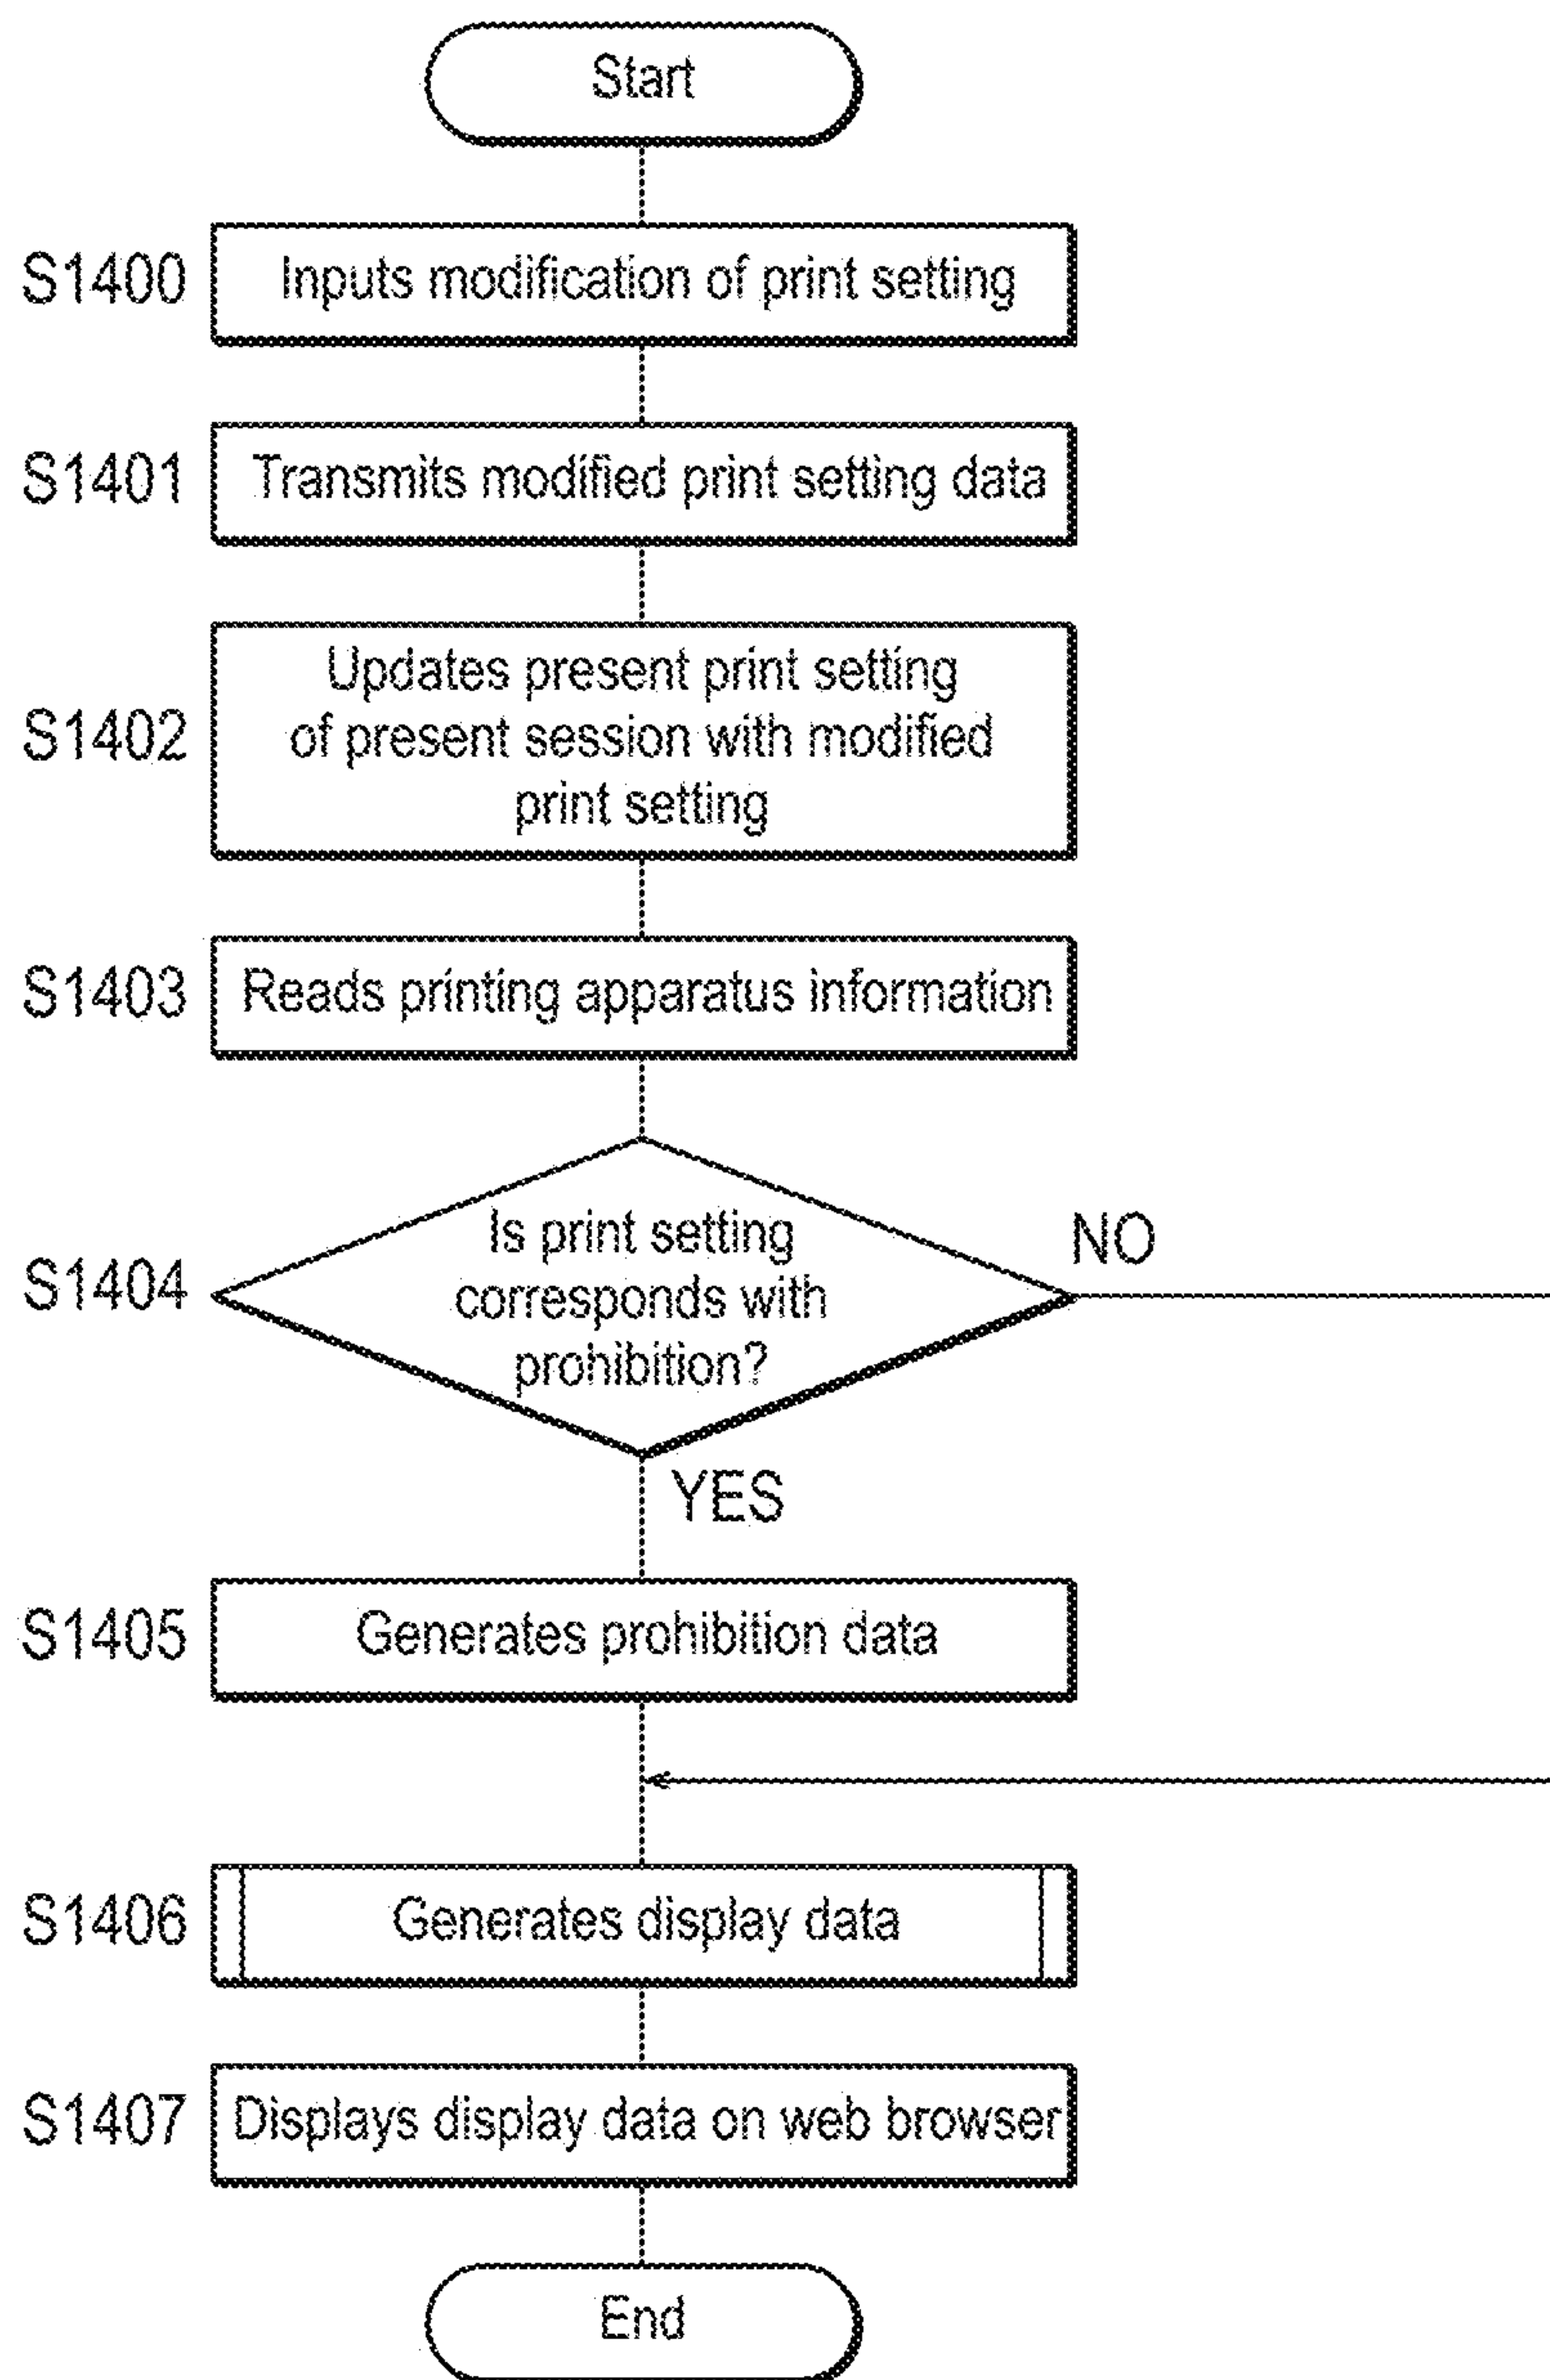 Start
S1400
Inputs modification of print setting
S1401
Transmits modified print setting data
S1402
Updates present print setting
of present session with modified
print setting
S1403
Reads printing apparatus information
S1404
Is print setting
corresponds with
prohibition?
NO
YES
S1405
Generates prohibition data
S1406
Generates display data
S1407
Displays display data on web browser
End